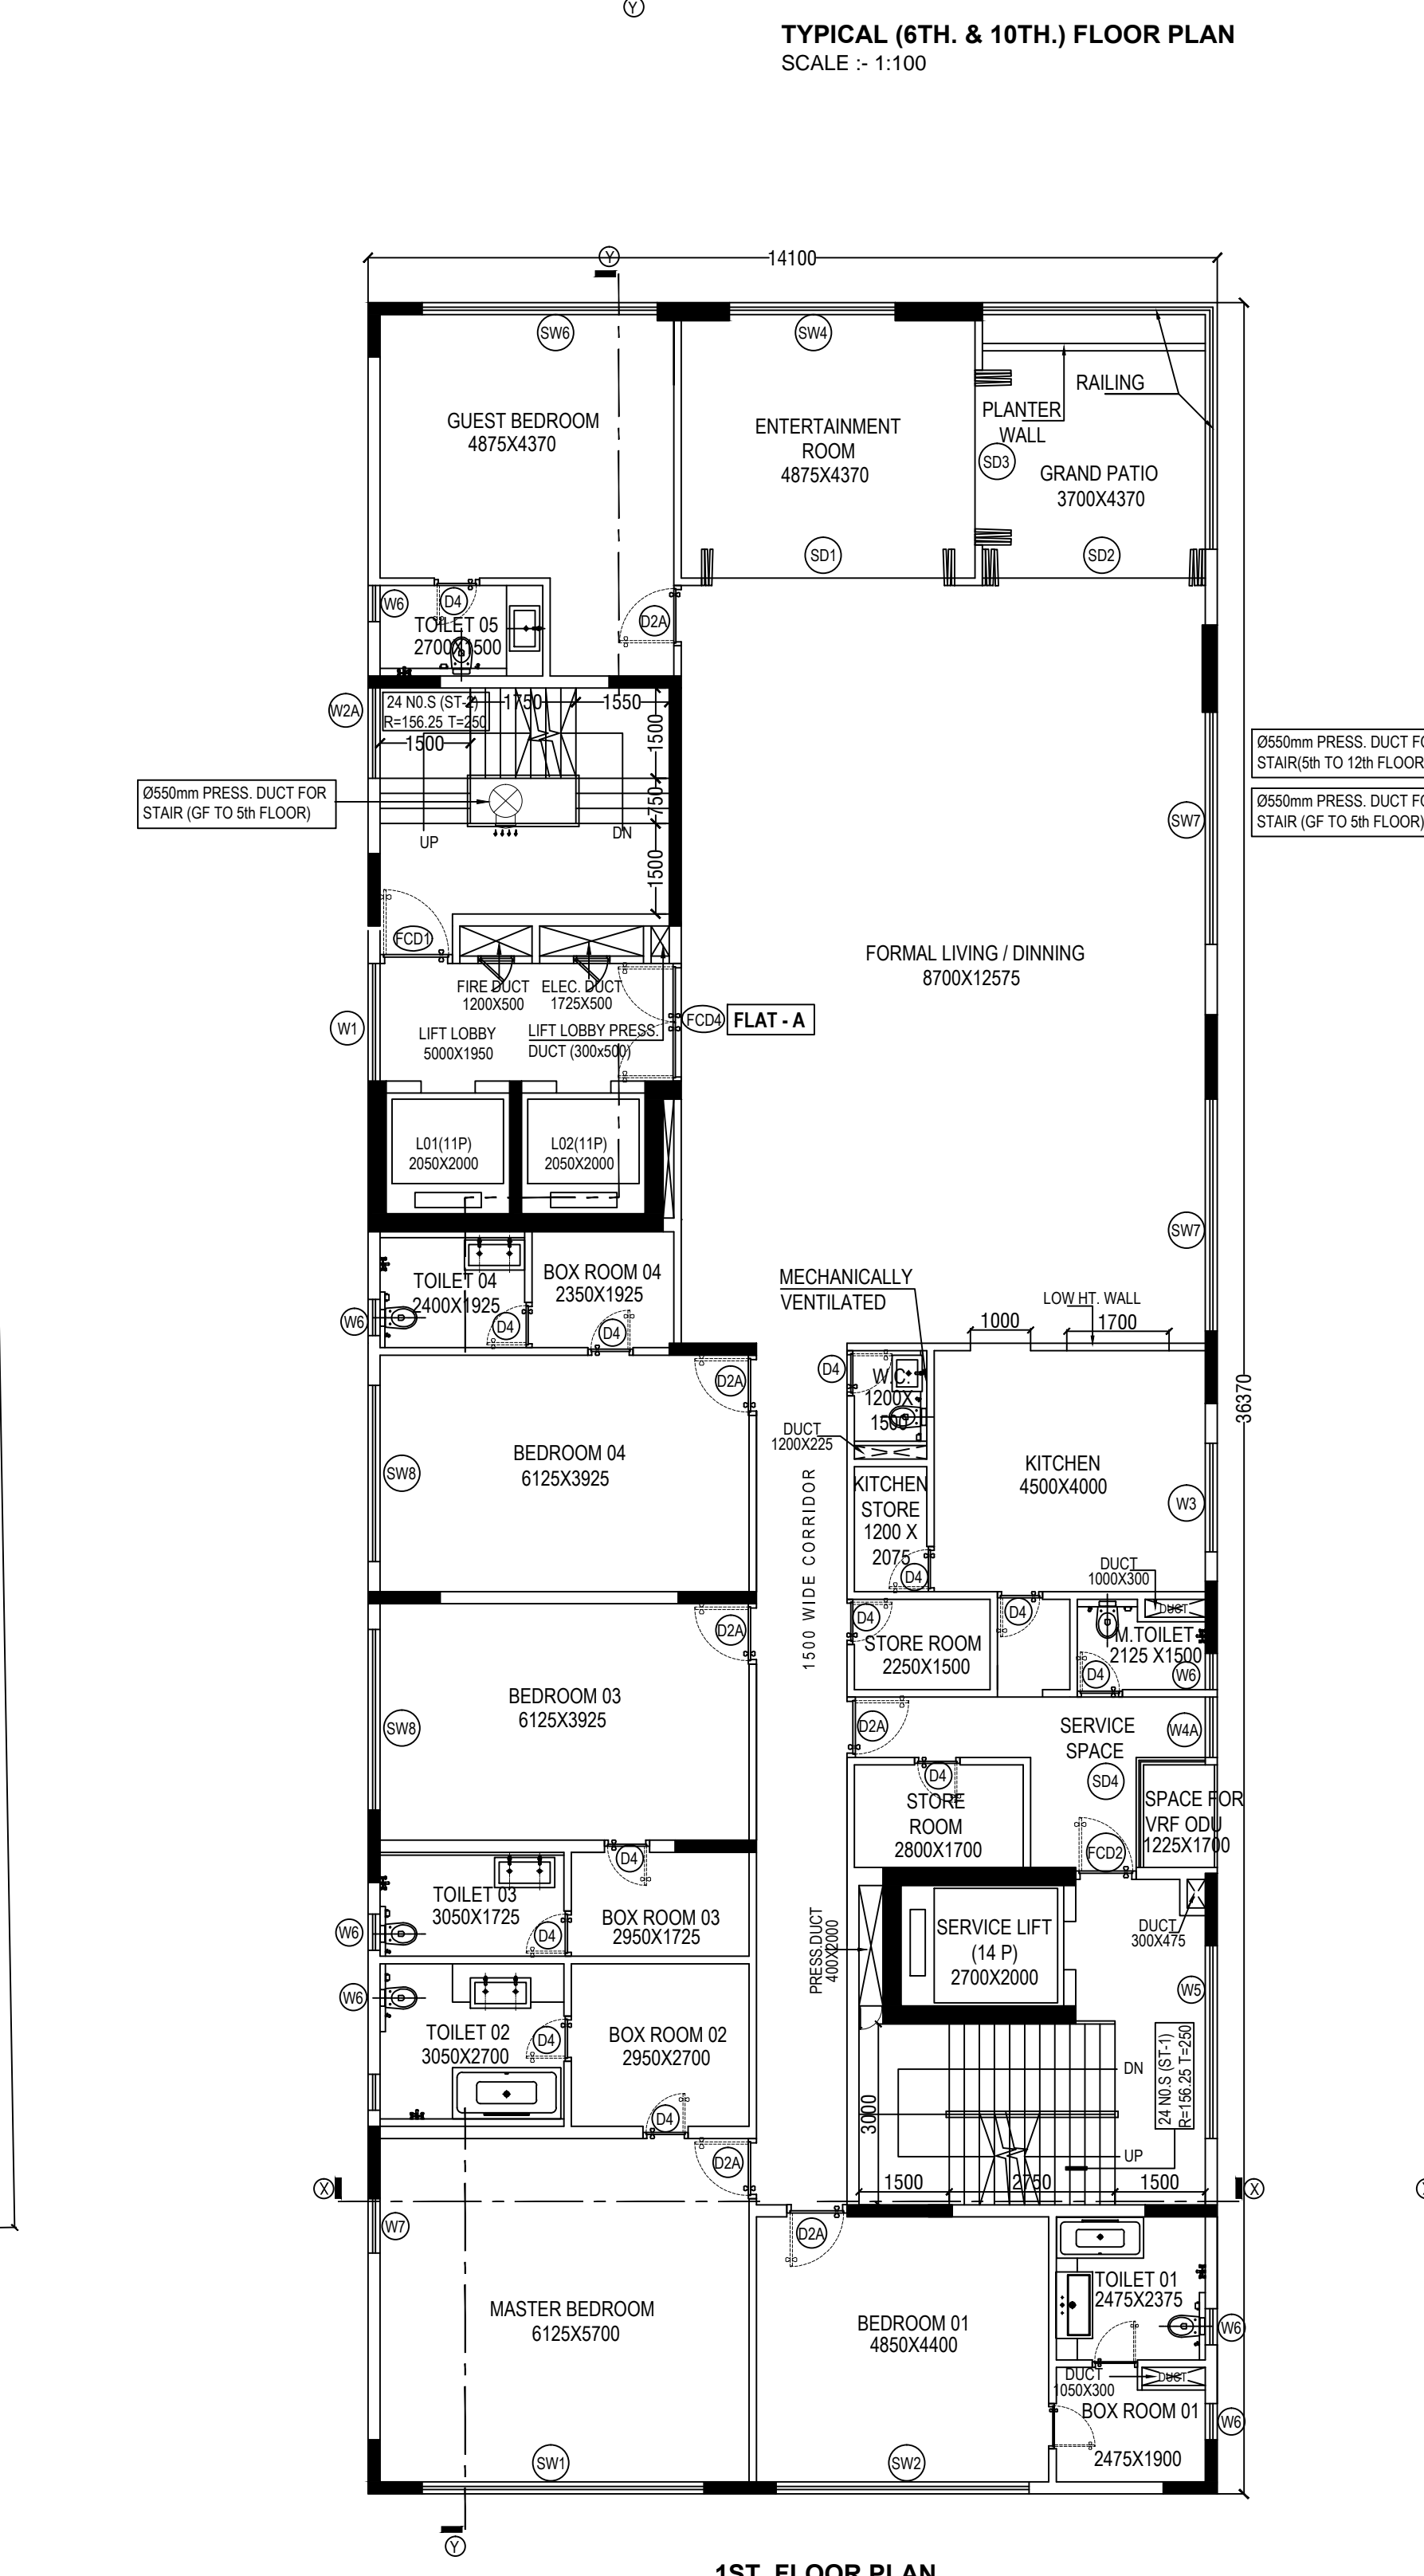 Y
TYPICAL (6TH. & 10TH.) FLOOR PLAN
SCALE :- 1:100
14100
Y
SW6
SW4
RAILING
PLANTER
WALL
GUEST BEDROOM
4875X4370
ENTERTAINMENT
ROOM
4875X4370
SD3
GRAND PATIO
3700X4370
SD1
SD2
W6
D4
TOILET 05
2700X1500
D2A
W2A
24 N0.S (ST-2)
R=156.25 T=250
1750
1550
1500
1500
750
1500
Ø550mm PRESS. DUCT FOR
STAIR (GF TO 5th FLOOR)
UP
DN
Ø550mm PRESS. DUCT FO
STAIR(5th TO 12th FLOOR
Ø550mm PRESS. DUCT FO
STAIR (GF TO 5th FLOOR)
SW7
FCD1
FORMAL LIVING / DINNING
8700X12575
FIRE DUCT
1200X500
ELEC. DUCT
1725X500
W1
LIFT LOBBY
5000X1950
LIFT LOBBY PRESS.
DUCT (300x500)
FCD4
FLAT - A
L01(11P)
2050X2000
L02(11P)
2050X2000
SW7
TOILET 04
2400X1925
BOX ROOM 04
2350X1925
W6
D4
D4
MECHANICALLY
VENTILATED
LOW HT. WALL
1000
1700
36370
D2A
D4
W.C.
1200X
1500
DUCT
1200X225
BEDROOM 04
6125X3925
SW8
KITCHEN
4500X4000
W3
KITCHEN
STORE
1200 X
2075
D4
1500 WIDE CORRIDOR
DUCT
1000X300
DUCT
D2A
D4
D4
STORE ROOM
2250X1500
M.TOILET
2125 X1500
D4
W6
BEDROOM 03
6125X3925
SW8
D2A
SERVICE
SPACE
W4A
SD4
D4
STORE
ROOM
2800X1700
SPACE FOR
VRF ODU
1225X1700
FCD2
D4
TOILET 03
3050X1725
BOX ROOM 03
2950X1725
D4
W6
PRESS.DUCT
400X2000
SERVICE LIFT
(14 P)
2700X2000
DUCT
300X475
W5
W6
TOILET 02
3050X2700
D4
BOX ROOM 02
2950X2700
D4
D2A
DN
UP
24 N0.S (ST-1)
R=156.25 T=250
3000
1500
2750
1500
X
X
W7
D2A
MASTER BEDROOM
6125X5700
BEDROOM 01
4850X4400
TOILET 01
2475X2375
W6
DUCT
1050X300
DUCT
BOX ROOM 01
2475X1900
W6
SW1
SW2
Y
1ST. FLOOR PLAN